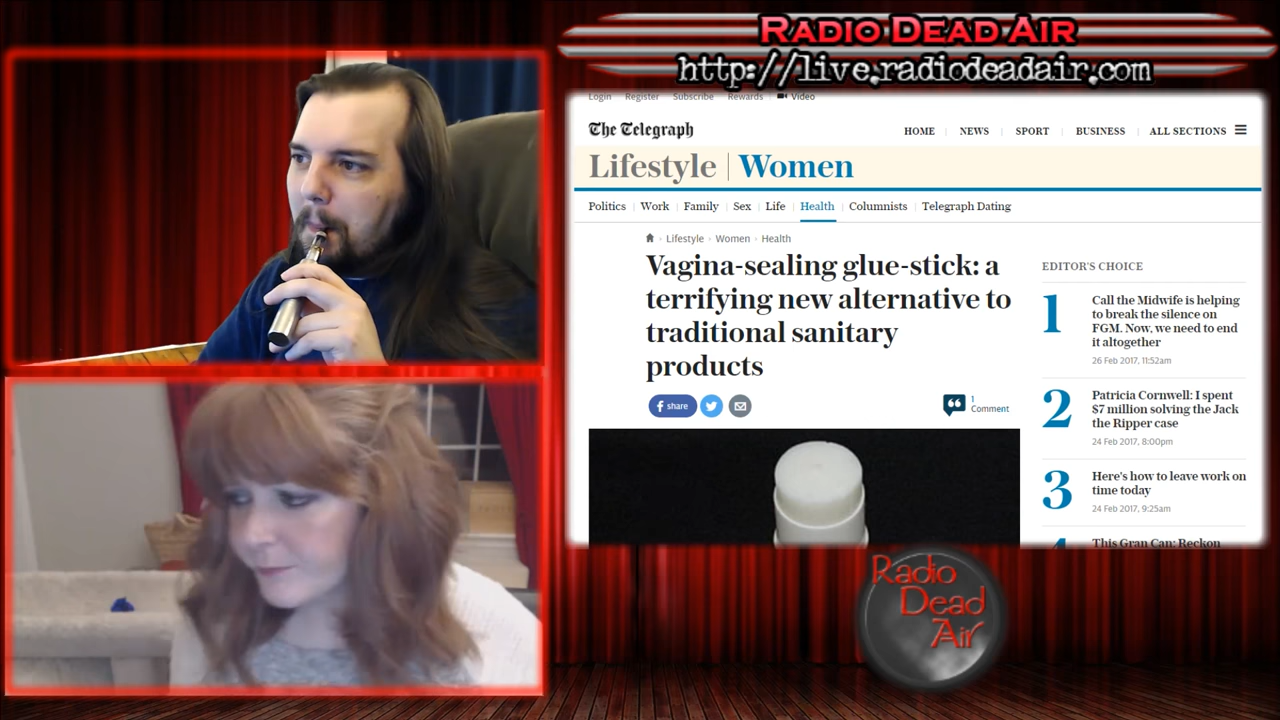 Radio Dead Air
http://live.radiodeadair.com
Login Register Subscribe Rewards Video
The Telegraph
HOME NEWS SPORT BUSINESS ALL SECTIONS
Lifestyle | Women
Politics Work Family Sex Life Health Columnists Telegraph Dating
Lifestyle › Women › Health
Vagina-sealing glue-stick: a
terrifying new alternative to
traditional sanitary
products
f share
1
Comment
EDITOR'S CHOICE
1
Call the Midwife is helping
to break the silence on
FGM. Now, we need to end
it altogether
26 Feb 2017, 11:52am
2
Patricia Cornwell: I spent
$7 million solving the Jack
the Ripper case
24 Feb 2017, 8:00pm
3
Here's how to leave work on
time today
24 Feb 2017, 9:25am
4
This Gran Can: Reckon
Radio
Dead
Air